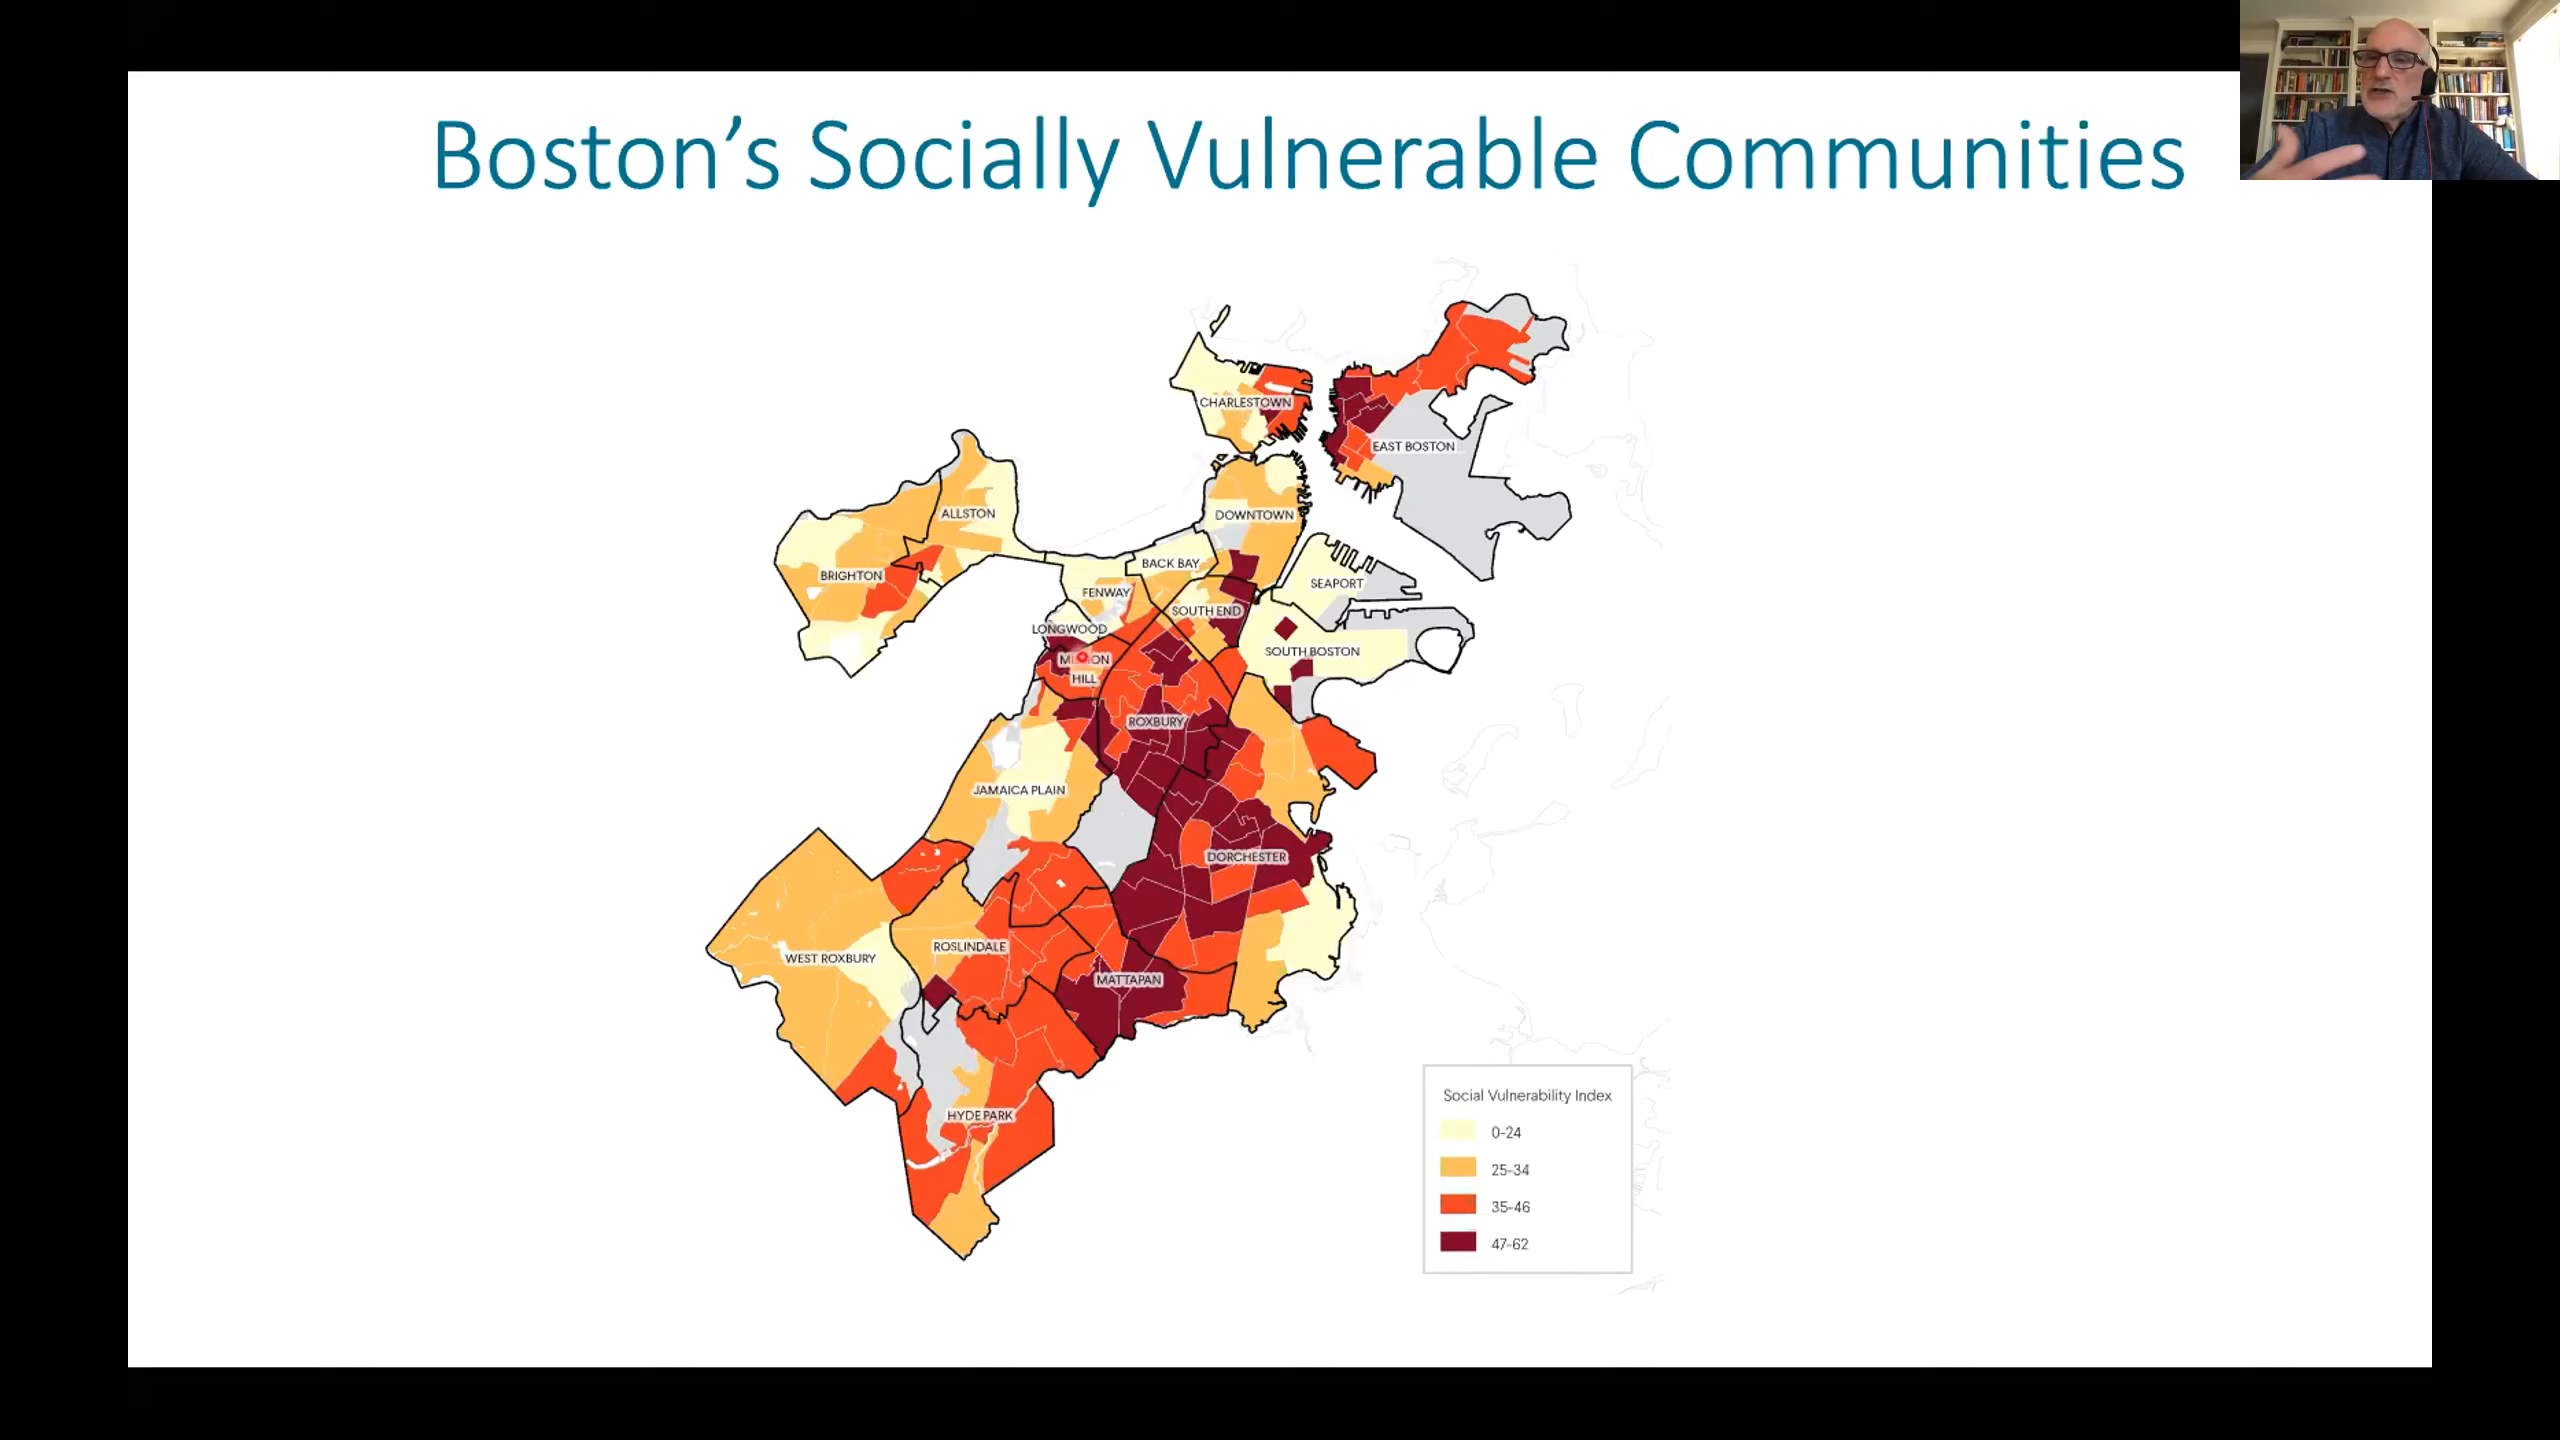 Boston’s Socially Vulnerable Communities
CHARLESTOWN
EAST BOSTON
ALLSTON
DOWNTOWN
BACK BAY
BRIGHTON
SEAPORT
FENWAY
SOUTH END
LONGWOOD
SOUTH BOSTON
HILL
ROXBURY
JAMAICA PLAIN
DORCHESTER
ROSLINDALE
WEST ROXBURY
MATTAPAN
HYDE PARK
Social Vulnerability Index
0-24
25-34
35-46
47-62